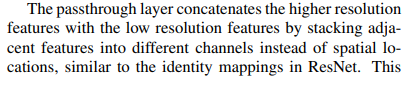 The passthrough layer concatenates the higher resolution
features with the low resolution features by stacking adja-
cent features into different channels instead of spatial lo-
cations, similar to the identity mappings in ResNet. This